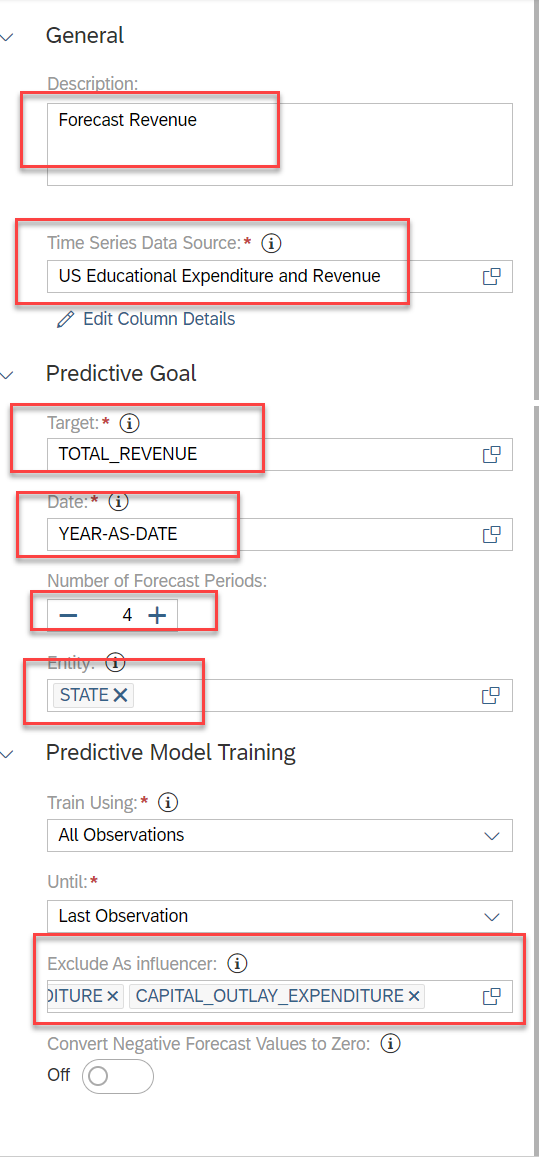 General
Description:
Forecast Revenue
Time Series Data Source:*
US Educational Expenditure and Revenue
Edit Column Details
Predictive Goal
Target:*
TOTAL_REVENUE
Date:*
YEAR-AS-DATE
Number of Forecast Periods:
4
Entity:
STATE
Predictive Model Training
Train Using:*
All Observations
Until:*
Last Observation
Exclude As influencer:
DITURE CAPITAL_OUTLAY_EXPENDITURE
Convert Negative Forecast Values to Zero:
Off